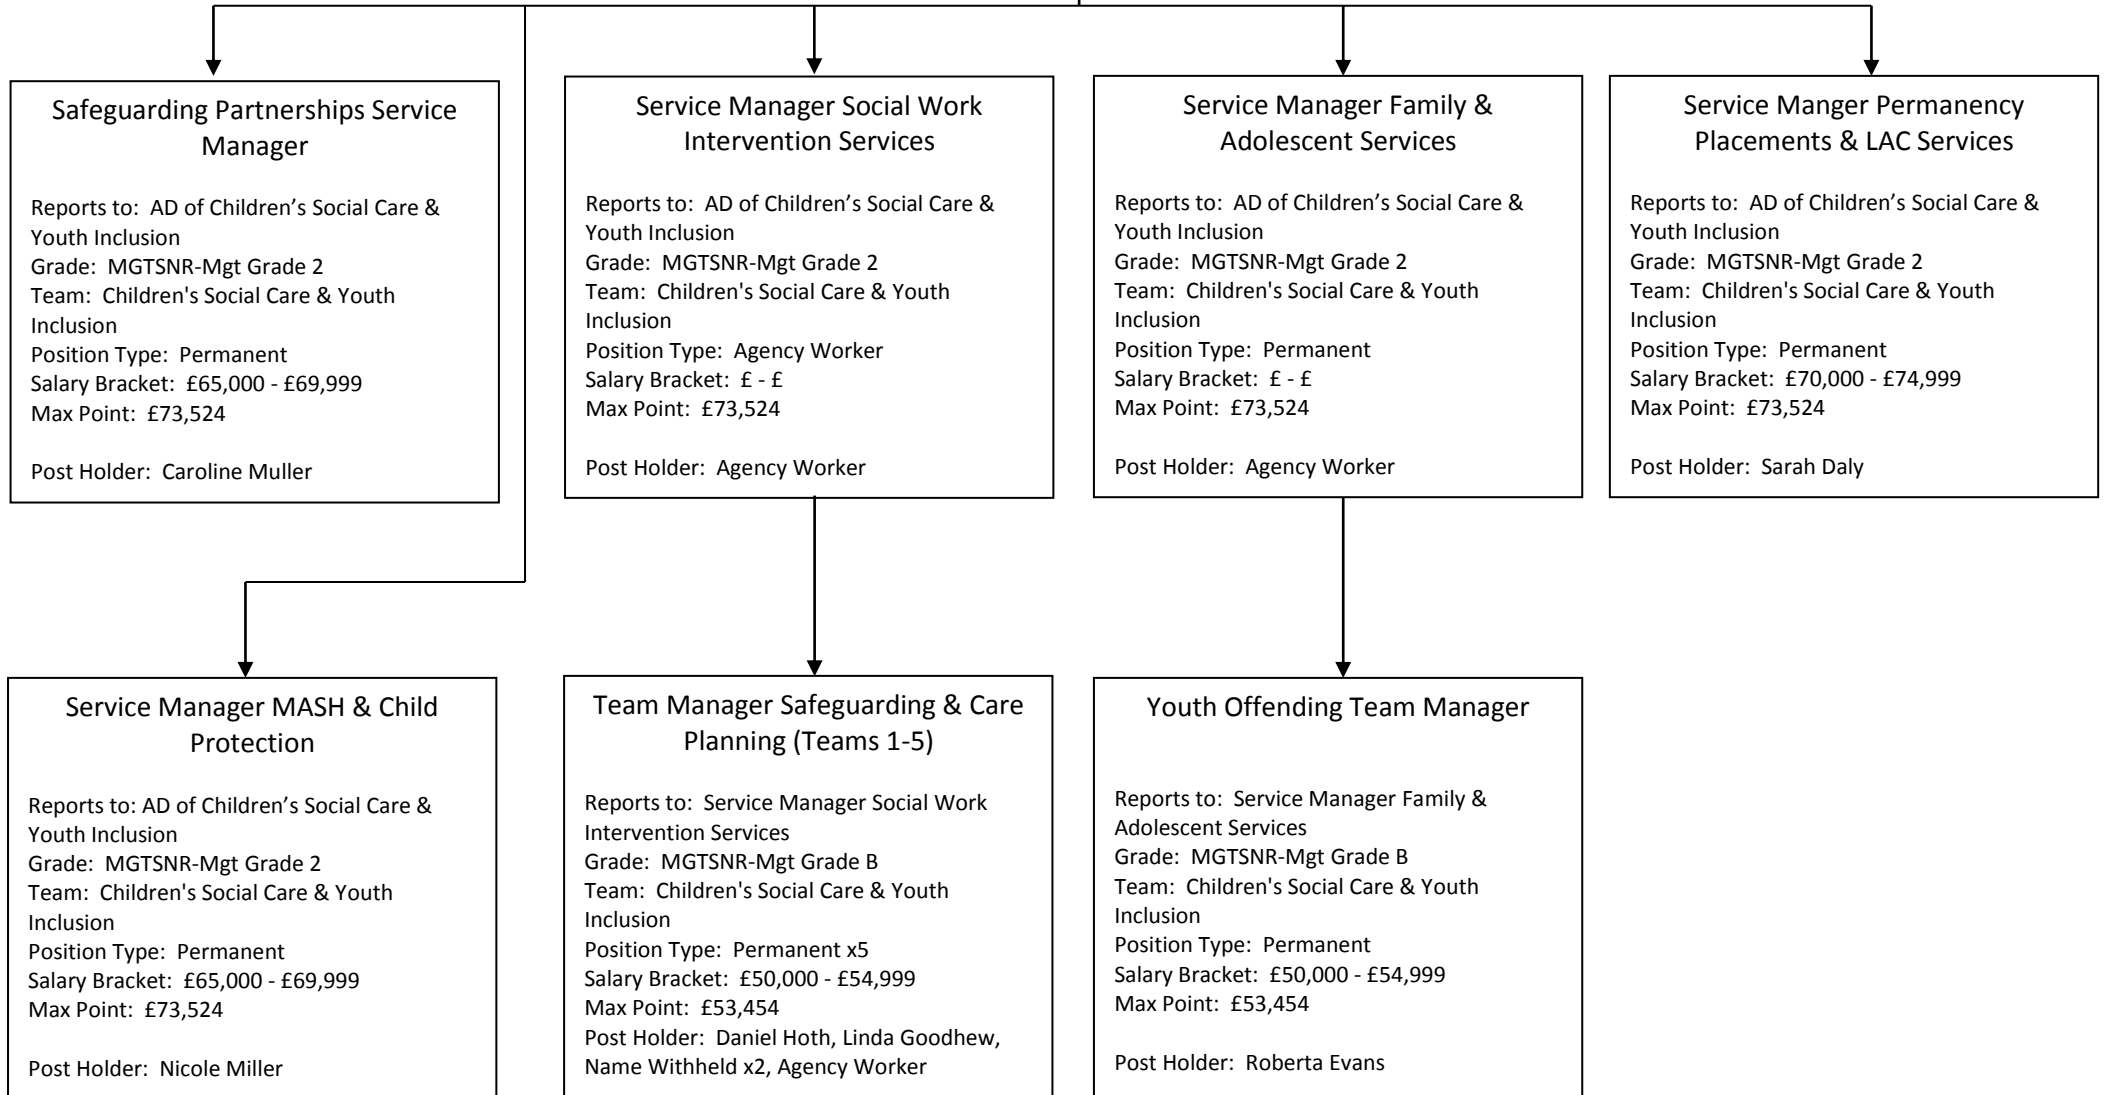 Safeguarding Partnerships Service
Manager
Reports to: AD of Children’s Social Care &
Youth Inclusion
Grade: MGTSNR-Mgt Grade 2
Team: Children's Social Care & Youth
Inclusion
Position Type: Permanent
Salary Bracket: £65,000 - £69,999
Max Point: £73,524
Post Holder: Caroline Muller
Service Manager Social Work
Intervention Services
Reports to: AD of Children’s Social Care &
Youth Inclusion
Grade: MGTSNR-Mgt Grade 2
Team: Children's Social Care & Youth
Inclusion
Position Type: Agency Worker
Salary Bracket: £ - £
Max Point: £73,524
Post Holder: Agency Worker
Service Manager Family &
Adolescent Services
Reports to: AD of Children’s Social Care &
Youth Inclusion
Grade: MGTSNR-Mgt Grade 2
Team: Children's Social Care & Youth
Inclusion
Position Type: Permanent
Salary Bracket: £ - £
Max Point: £73,524
Post Holder: Agency Worker
Service Manger Permanency
Placements & LAC Services
Reports to: AD of Children’s Social Care &
Youth Inclusion
Grade: MGTSNR-Mgt Grade 2
Team: Children's Social Care & Youth
Inclusion
Position Type: Permanent
Salary Bracket: £70,000 - £74,999
Max Point: £73,524
Post Holder: Sarah Daly
Service Manager MASH & Child
Protection
Reports to: AD of Children’s Social Care &
Youth Inclusion
Grade: MGTSNR-Mgt Grade 2
Team: Children's Social Care & Youth
Inclusion
Position Type: Permanent
Salary Bracket: £65,000 - £69,999
Max Point: £73,524
Post Holder: Nicole Miller
Team Manager Safeguarding & Care
Planning (Teams 1-5)
Reports to: Service Manager Social Work
Intervention Services
Grade: MGTSNR-Mgt Grade B
Team: Children's Social Care & Youth
Inclusion
Position Type: Permanent x5
Salary Bracket: £50,000 - £54,999
Max Point: £53,454
Post Holder: Daniel Hoth, Linda Goodhew,
Name Withheld x2, Agency Worker
Youth Offending Team Manager
Reports to: Service Manager Family &
Adolescent Services
Grade: MGTSNR-Mgt Grade B
Team: Children's Social Care & Youth
Inclusion
Position Type: Permanent
Salary Bracket: £50,000 - £54,999
Max Point: £53,454
Post Holder: Roberta Evans